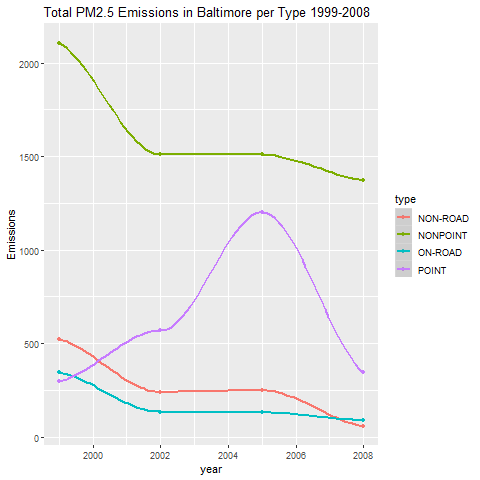 Total PM2.5 Emissions in Baltimore per Type 1999-2008
Emissions
2000
1500
1000
500
0
2000
2002
2004
2006
2008
year
type
NON-ROAD
NONPOINT
ON-ROAD
POINT